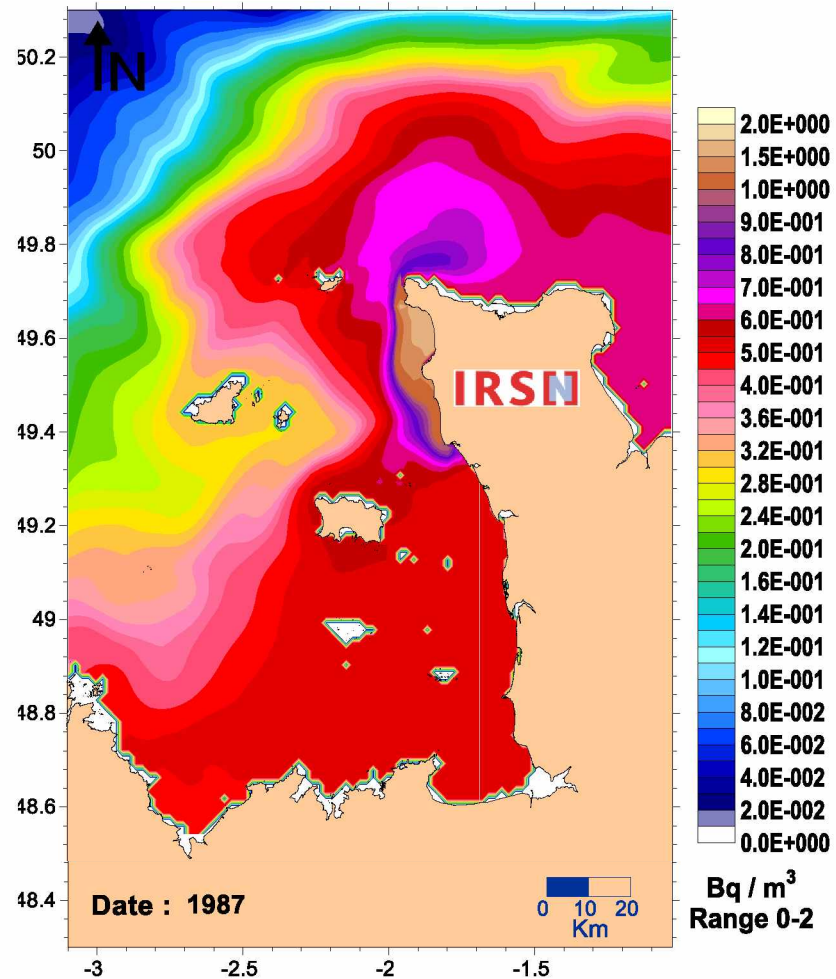 50.2
50
49.8
49.6
49.4
49.2
49
48.8
48.6
48.4
-3
-2.5
-2
-1.5
N
IRSN
Date : 1987
0 10 20
Km
2.0E+000
1.5E+000
1.0E+000
9.0E-001
8.0E-001
7.0E-001
6.0E-001
5.0E-001
4.0E-001
3.6E-001
3.2E-001
2.8E-001
2.4E-001
2.0E-001
1.6E-001
1.4E-001
1.2E-001
1.0E-001
8.0E-002
6.0E-002
4.0E-002
2.0E-002
0.0E+000
Bq / m³
Range 0-2